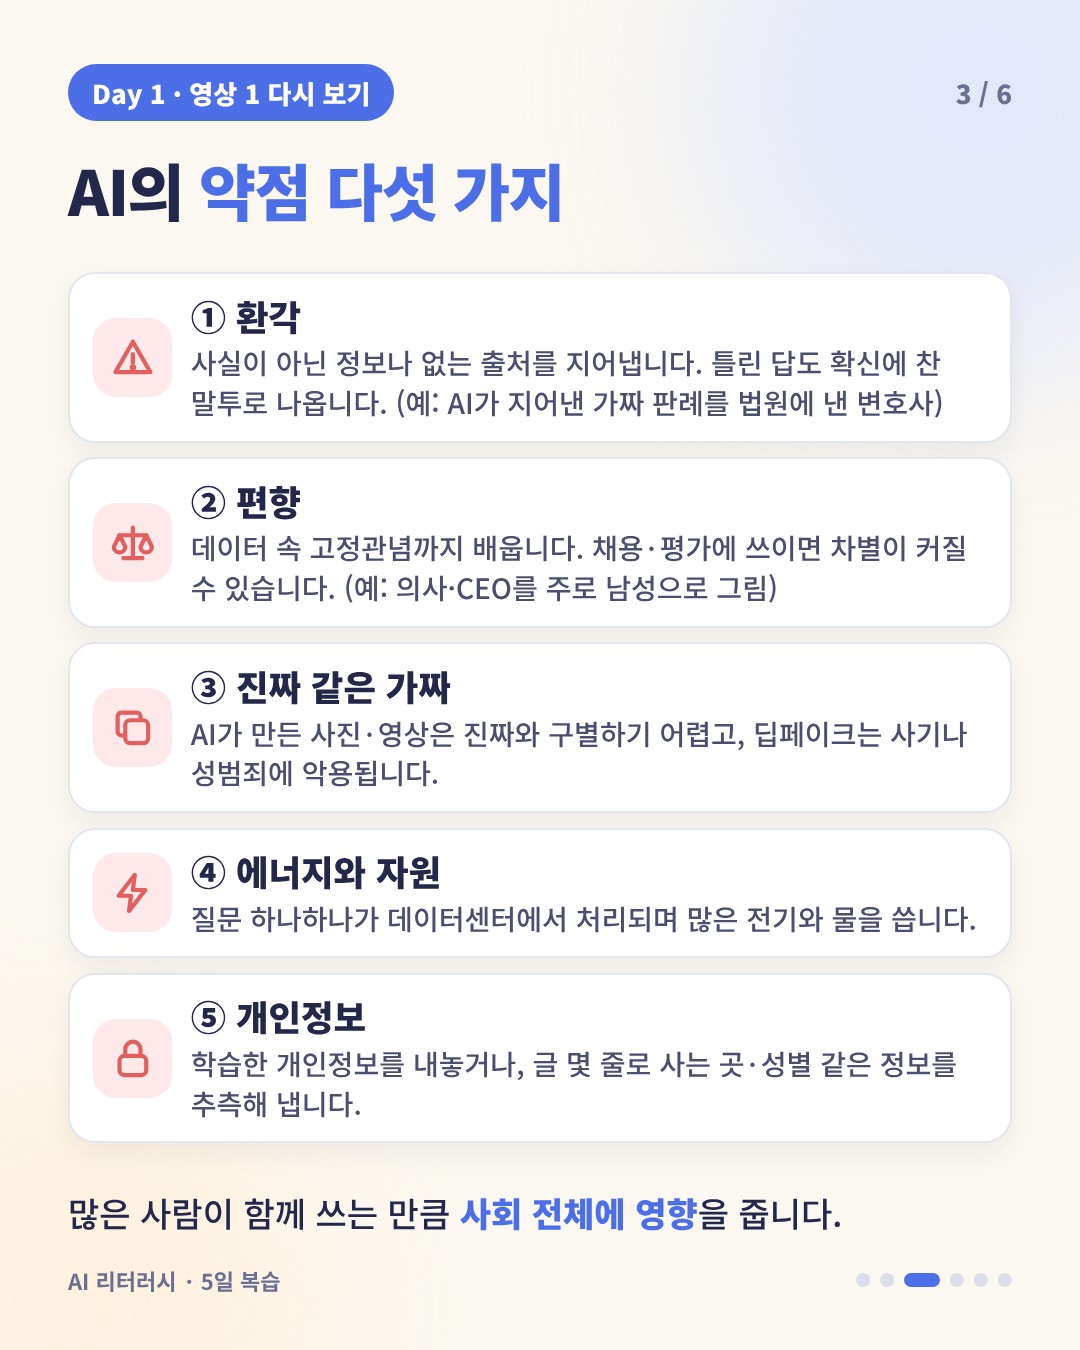 Day 1 · 영상 1 다시 보기
3 / 6
AI의 약점 다섯 가지
① 환각
사실이 아닌 정보나 없는 출처를 지어냅니다. 틀린 답도 확신에 찬
말투로 나옵니다. (예: AI가 지어낸 가짜 판례를 법원에 낸 변호사)
② 편향
데이터 속 고정관념까지 배웁니다. 채용·평가에 쓰이면 차별이 커질
수 있습니다. (예: 의사·CEO를 주로 남성으로 그림)
③ 진짜 같은 가짜
AI가 만든 사진·영상은 진짜와 구별하기 어렵고, 딥페이크는 사기나
성범죄에 악용됩니다.
④ 에너지와 자원
질문 하나하나가 데이터센터에서 처리되며 많은 전기와 물을 씁니다.
⑤ 개인정보
학습한 개인정보를 내놓거나, 글 몇 줄로 사는 곳·성별 같은 정보를
추측해 냅니다.
많은 사람이 함께 쓰는 만큼 사회 전체에 영향을 줍니다.
AI 리터러시 · 5일 복습